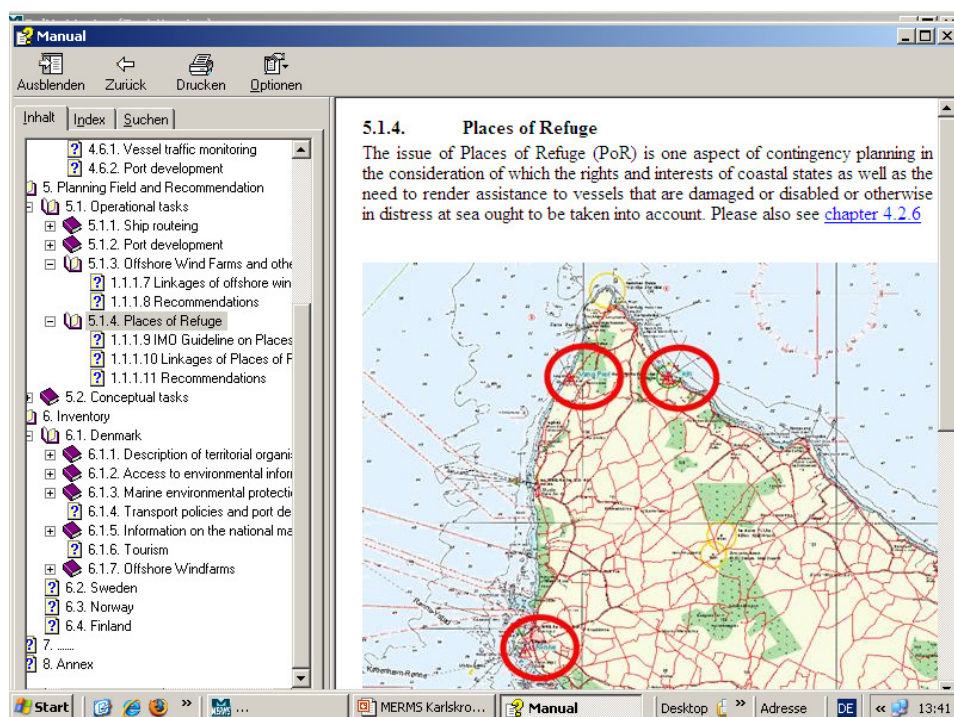 Manual
Ausblenden Zurück Drucken Optionen
Inhalt Index Suchen
4.6.1. Vessel traffic monitoring
4.6.2. Port development
5. Planning Field and Recommendation
5.1. Operational tasks
5.1.1. Ship routeing
5.1.2. Port development
5.1.3. Offshore Wind Farms and othe
1.1.1.7 Linkages of offshore win
1.1.1.8 Recommendations
5.1.4. Places of Refuge
1.1.1.9 IMO Guideline on Places
1.1.1.10 Linkages of Places of F
1.1.1.11 Recommendations
5.2. Conceptual tasks
6. Inventory
6.1. Denmark
6.1.1. Description of territorial organi
6.1.2. Access to environmental infor
6.1.3. Marine environmental protecti
6.1.4. Transport policies and port de
6.1.5. Information on the national ma
6.1.6. Tourism
6.1.7. Offshore Windfarms
6.2. Sweden
6.3. Norway
6.4. Finland
7. ......
8. Annex
5.1.4. Places of Refuge
The issue of Places of Refuge (PoR) is one aspect of contingency planning in
the consideration of which the rights and interests of coastal states as well as the
need to render assistance to vessels that are damaged or disabled or otherwise
in distress at sea ought to be taken into account. Please also see chapter 4.2.6
Rønne
København-Rønne
Start » ... MERMS Karlskro... Manual Desktop » Adresse DE « 13:41